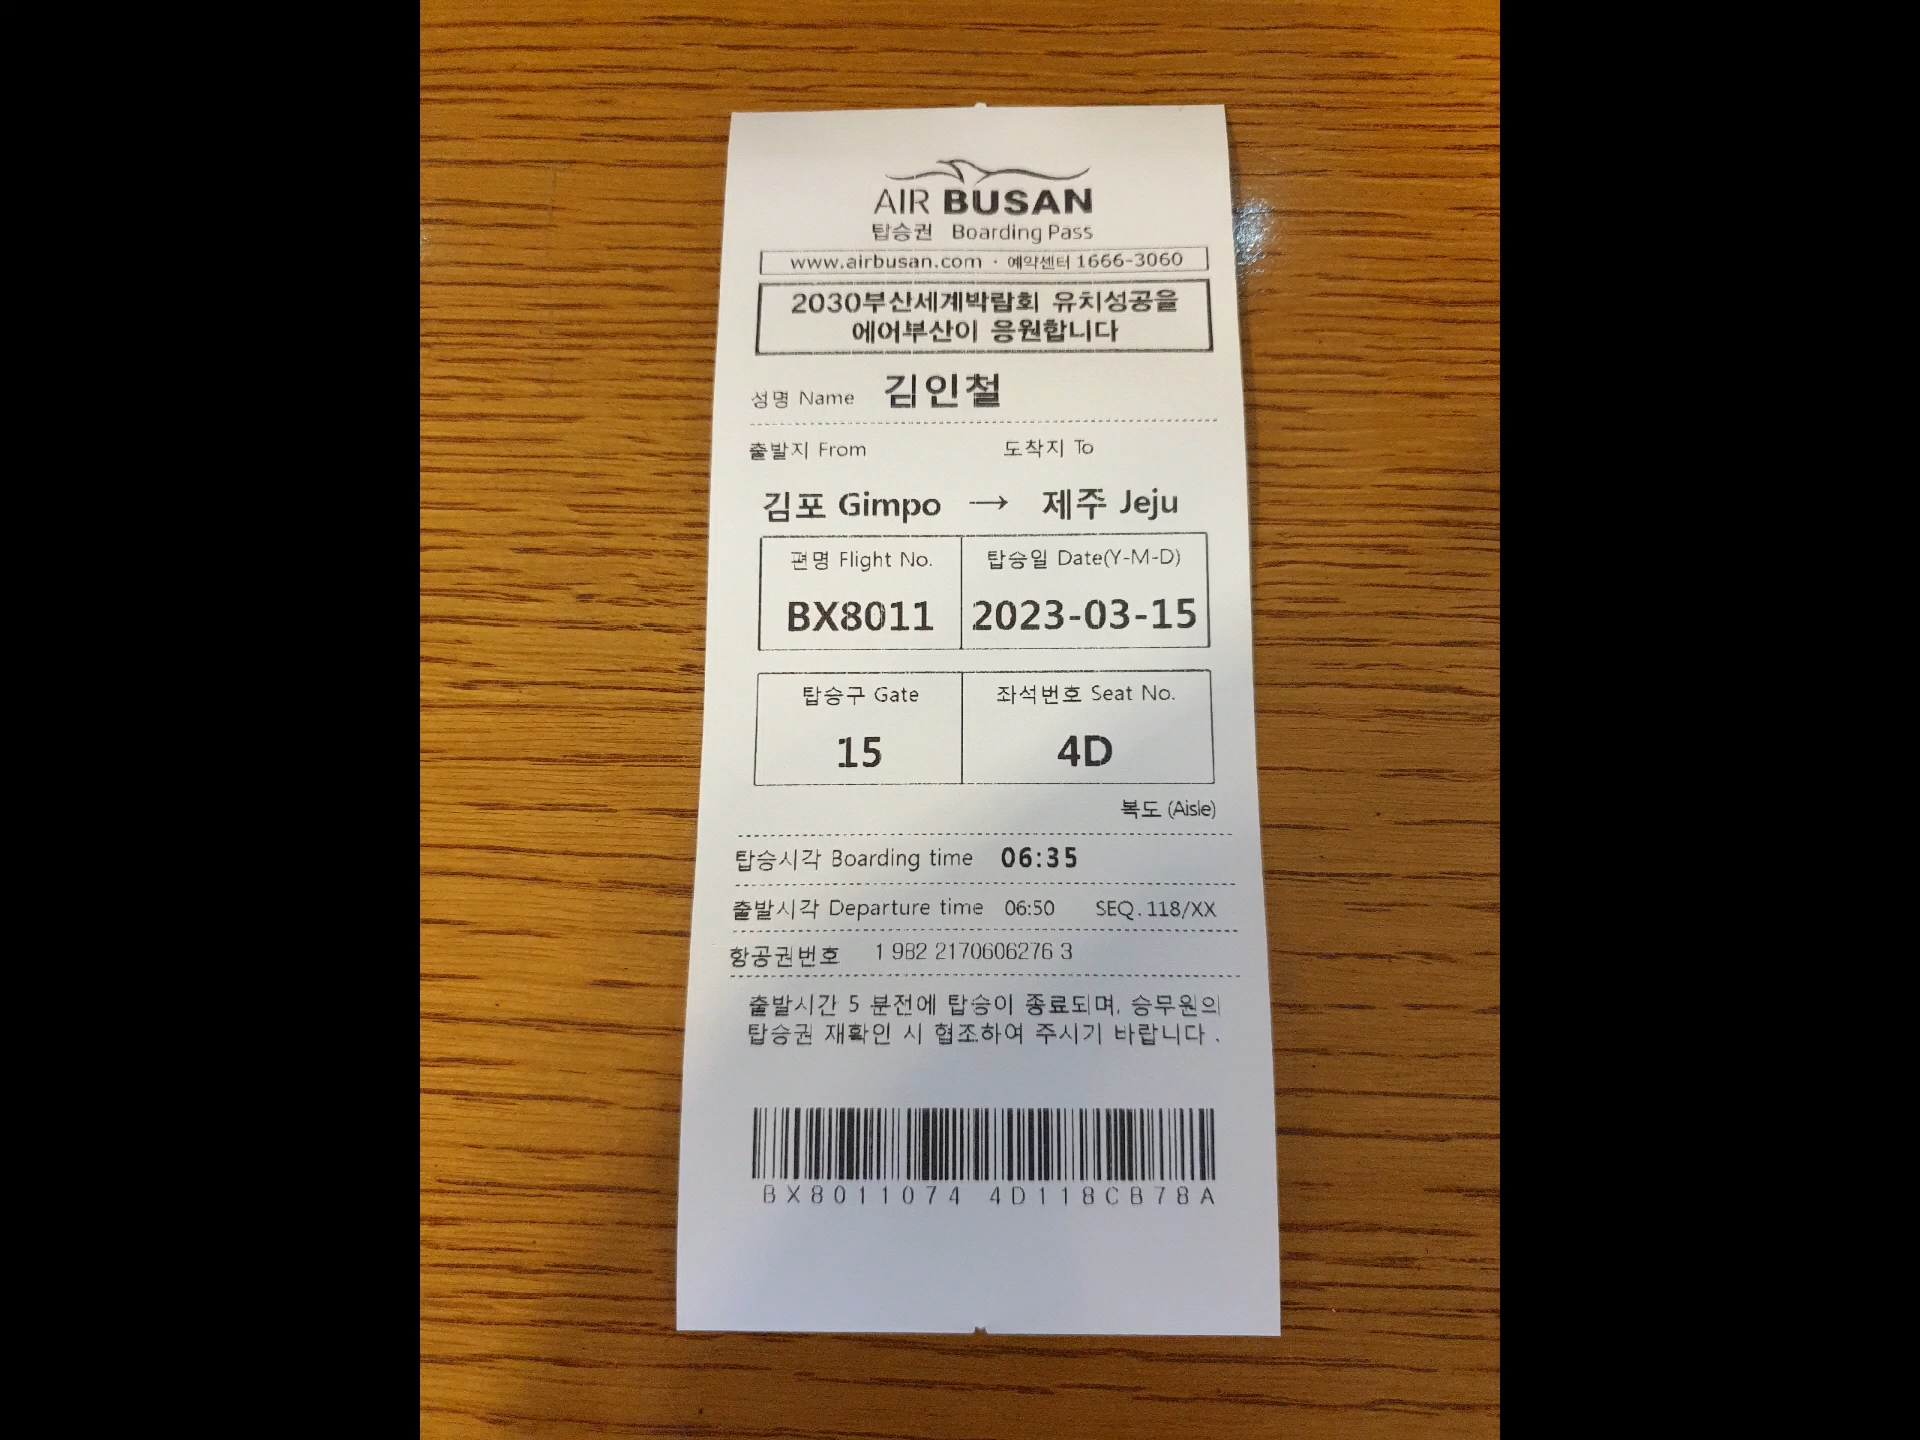 AIR BUSAN
탑승권 Boarding Pass
www.airbusan.com · 예약센터 1666-3060
2030부산세계박람회 유치성공을
에어부산이 응원합니다
성명 Name 김인철
출발지 From 도착지 To
김포 Gimpo → 제주 Jeju
편명 Flight No. 탑승일 Date(Y-M-D)
BX8011 2023-03-15
탑승구 Gate 좌석번호 Seat No.
15 4D
복도 (Aisle)
탑승시각 Boarding time 06:35
출발시각 Departure time 06:50 SEQ.118/XX
항공권번호 1 982 2170606276 3
출발시간 5 분전에 탑승이 종료되며, 승무원의
탑승권 재확인 시 협조하여 주시기 바랍니다 .
BX8011074 4D118CB78A